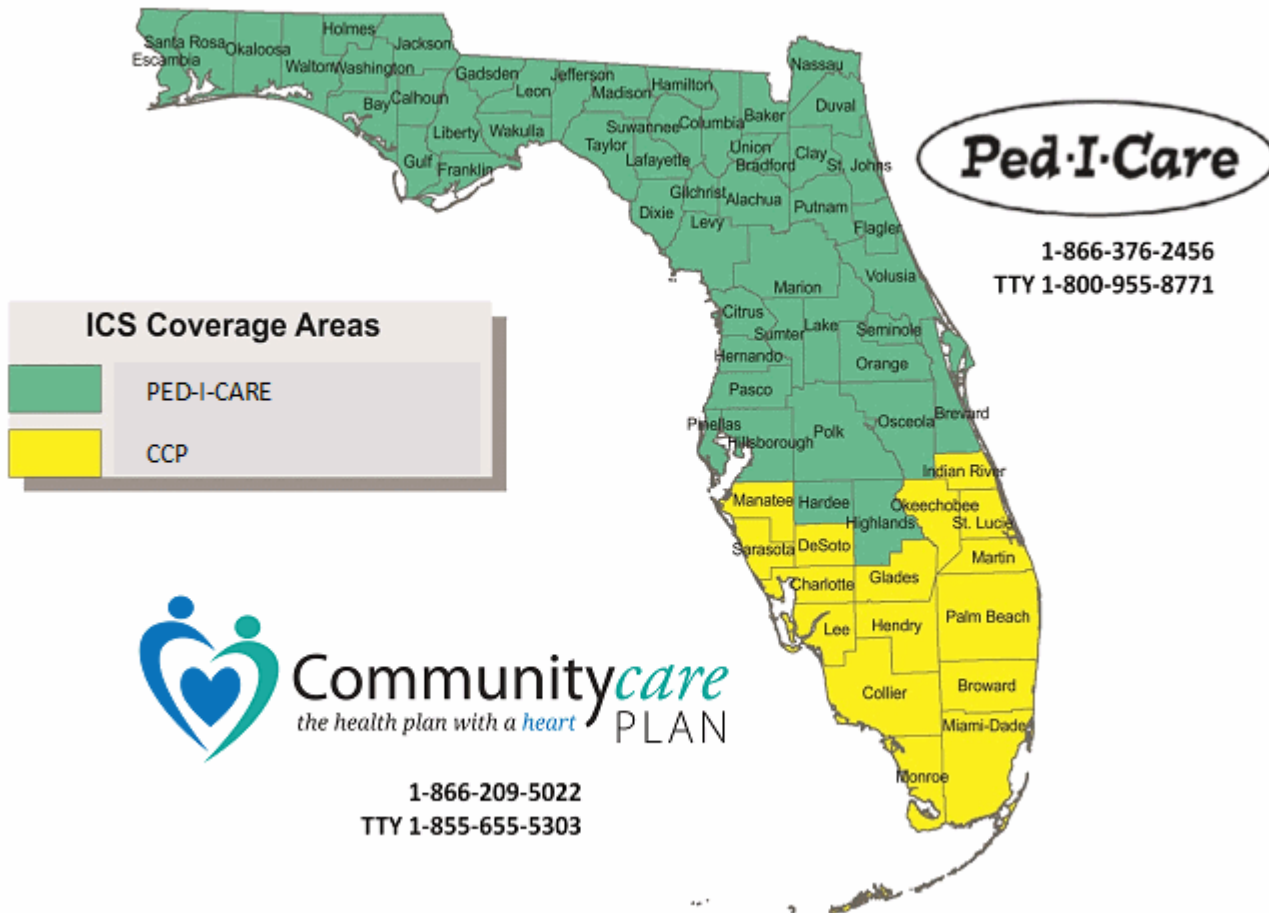 Holmes
Santa Rosa
Okaloosa
Jackson
Escambia
Walton
Washington
Gadsden
Jefferson
Hamilton
Nassau
Leon
Madison
Bay
Calhoun
Duval
Liberty
Wakulla
Suwannee
Columbia
Baker
Taylor
Union
Lafayette
Bradford
Clay
St. Johns
Gulf
Franklin
Gilchrist
Alachua
Dixie
Putnam
Levy
Flagler
Volusia
Marion
Citrus
Sumter
Lake
Seminole
Hernando
Orange
Pasco
Pinellas
Hillsborough
Polk
Osceola
Brevard
Indian River
Manatee
Hardee
Okeechobee
Highlands
St. Lucie
Sarasota
DeSoto
Martin
Charlotte
Glades
Lee
Hendry
Palm Beach
Collier
Broward
Miami-Dade
Monroe
Ped·I·Care
1-866-376-2456
TTY 1-800-955-8771
ICS Coverage Areas
PED-I-CARE
CCP
Communitycare
the health plan with a heart
PLAN
1-866-209-5022
TTY 1-855-655-5303